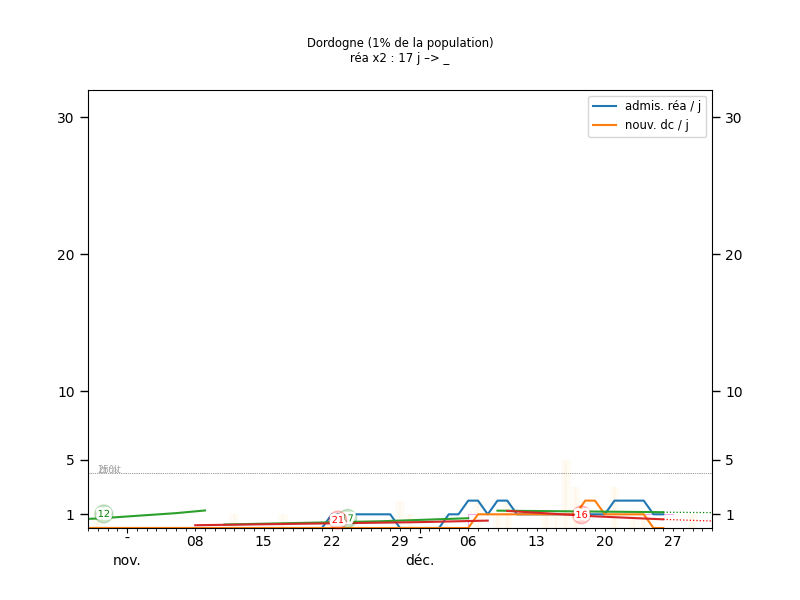 Dordogne (1% de la population)
réa x2 : 17 j –> _
admis. réa / j
nouv. dc / j
30 30
20 20
10 10
5 5
12
21
16
1 1
- 08 15 22 29 - 06 13 20 27
nov. déc.